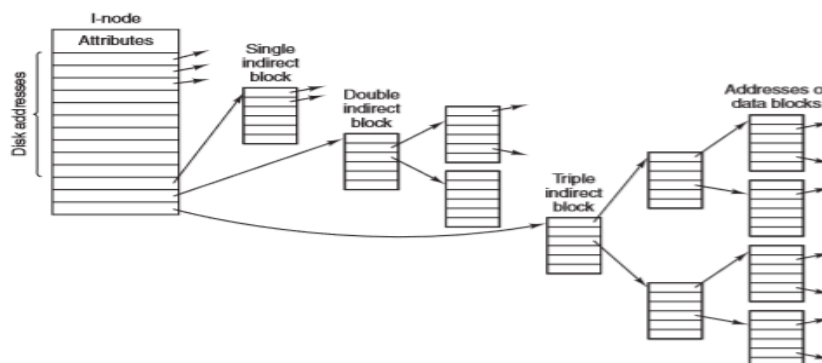 I-node
Attributes
Disk addresses
Single
indirect
block
Double
indirect
block
Triple
indirect
block
Addresses o
data blocks